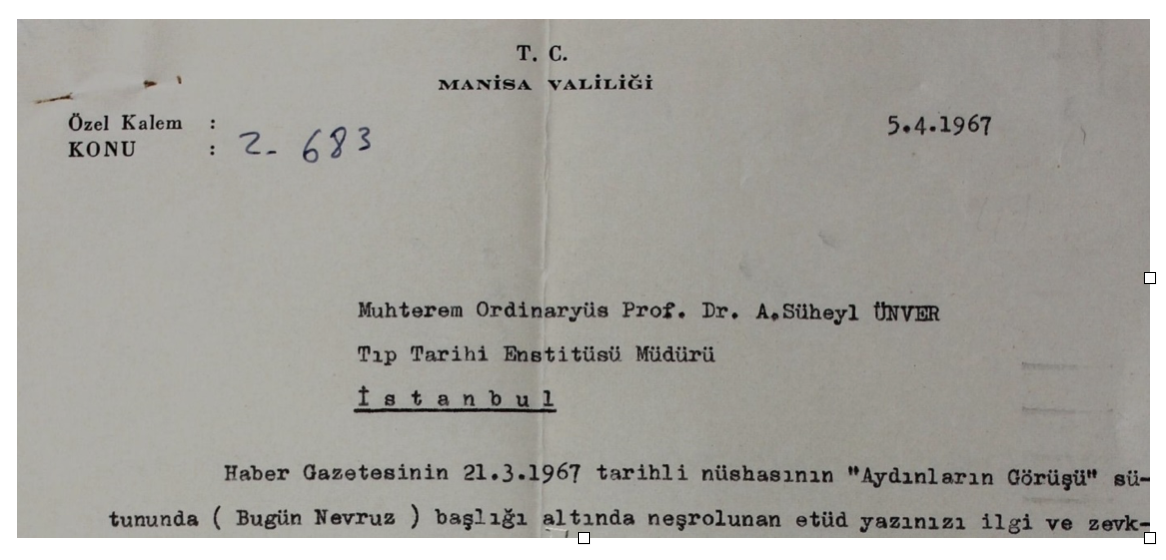 T. C.
MANİSA VALİLİĞİ
Özel Kalem :
5.4.1967
KONU : 2- 683
Muhterem Ordinaryüs Prof. Dr. A.Süheyl ÜNVER
Tıp Tarihi Enstitüsü Müdürü
İ s t a n b u l
Haber Gazetesinin 21.3.1967 tarihli nüshasının "Aydınların Görüşü" sü-
tununda ( Bugün Nevruz ) başlığı altında neşrolunan etüd yazınızı ilgi ve zevk-